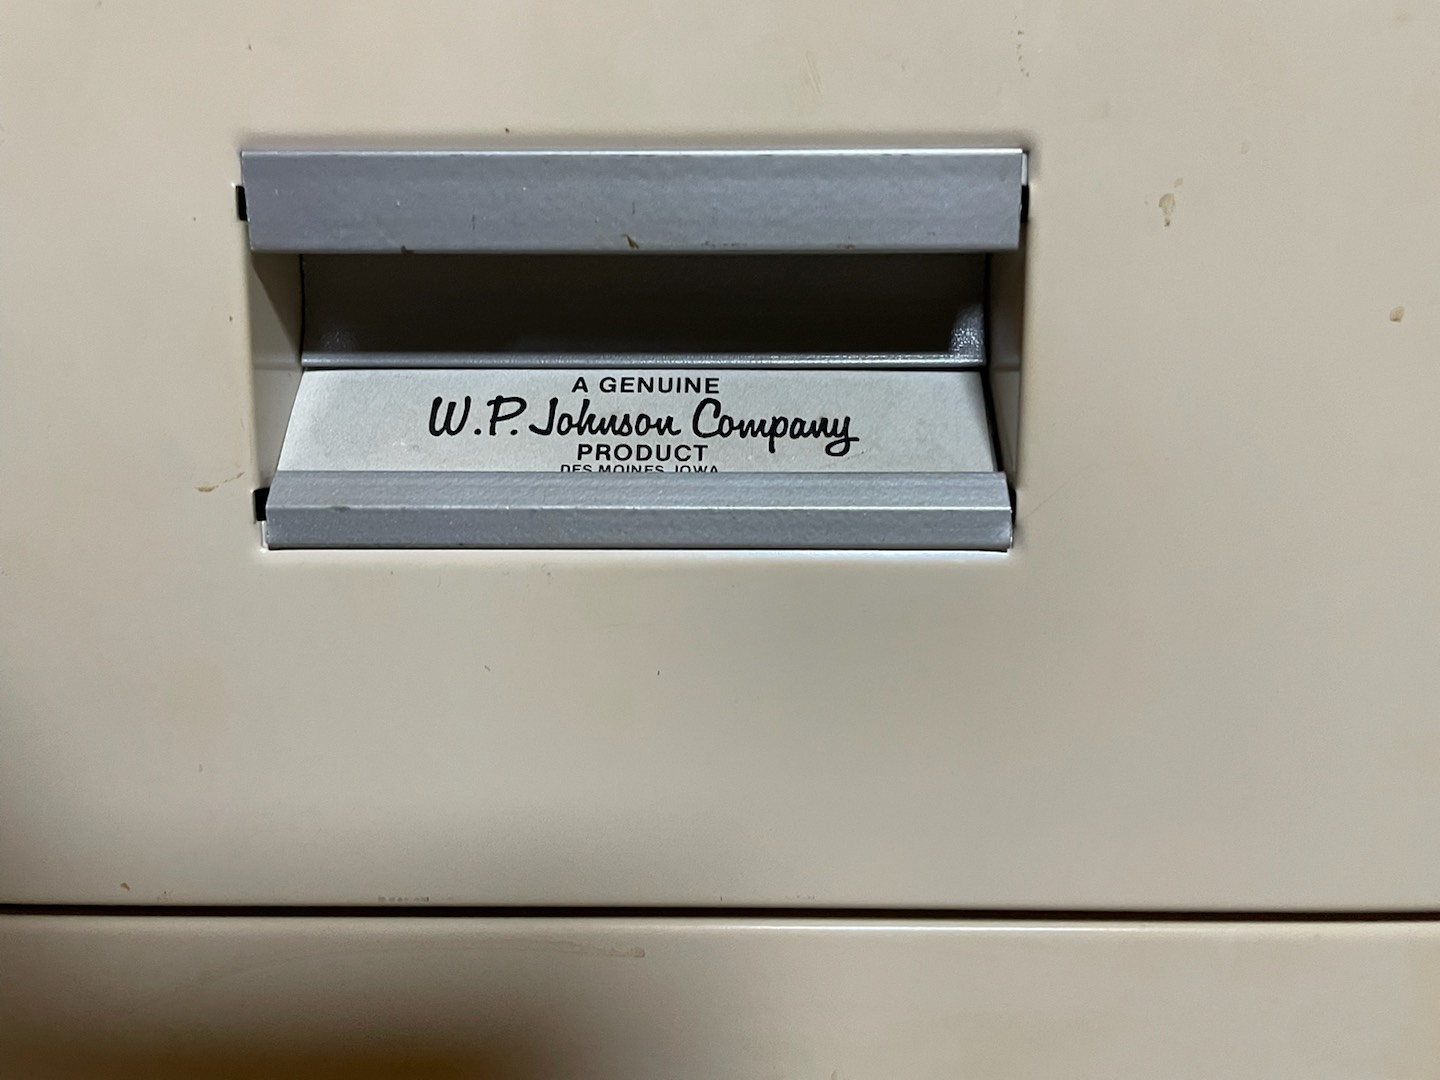 A GENUINE
W.P. Johnson Company
PRODUCT
DES MOINES, IOWA